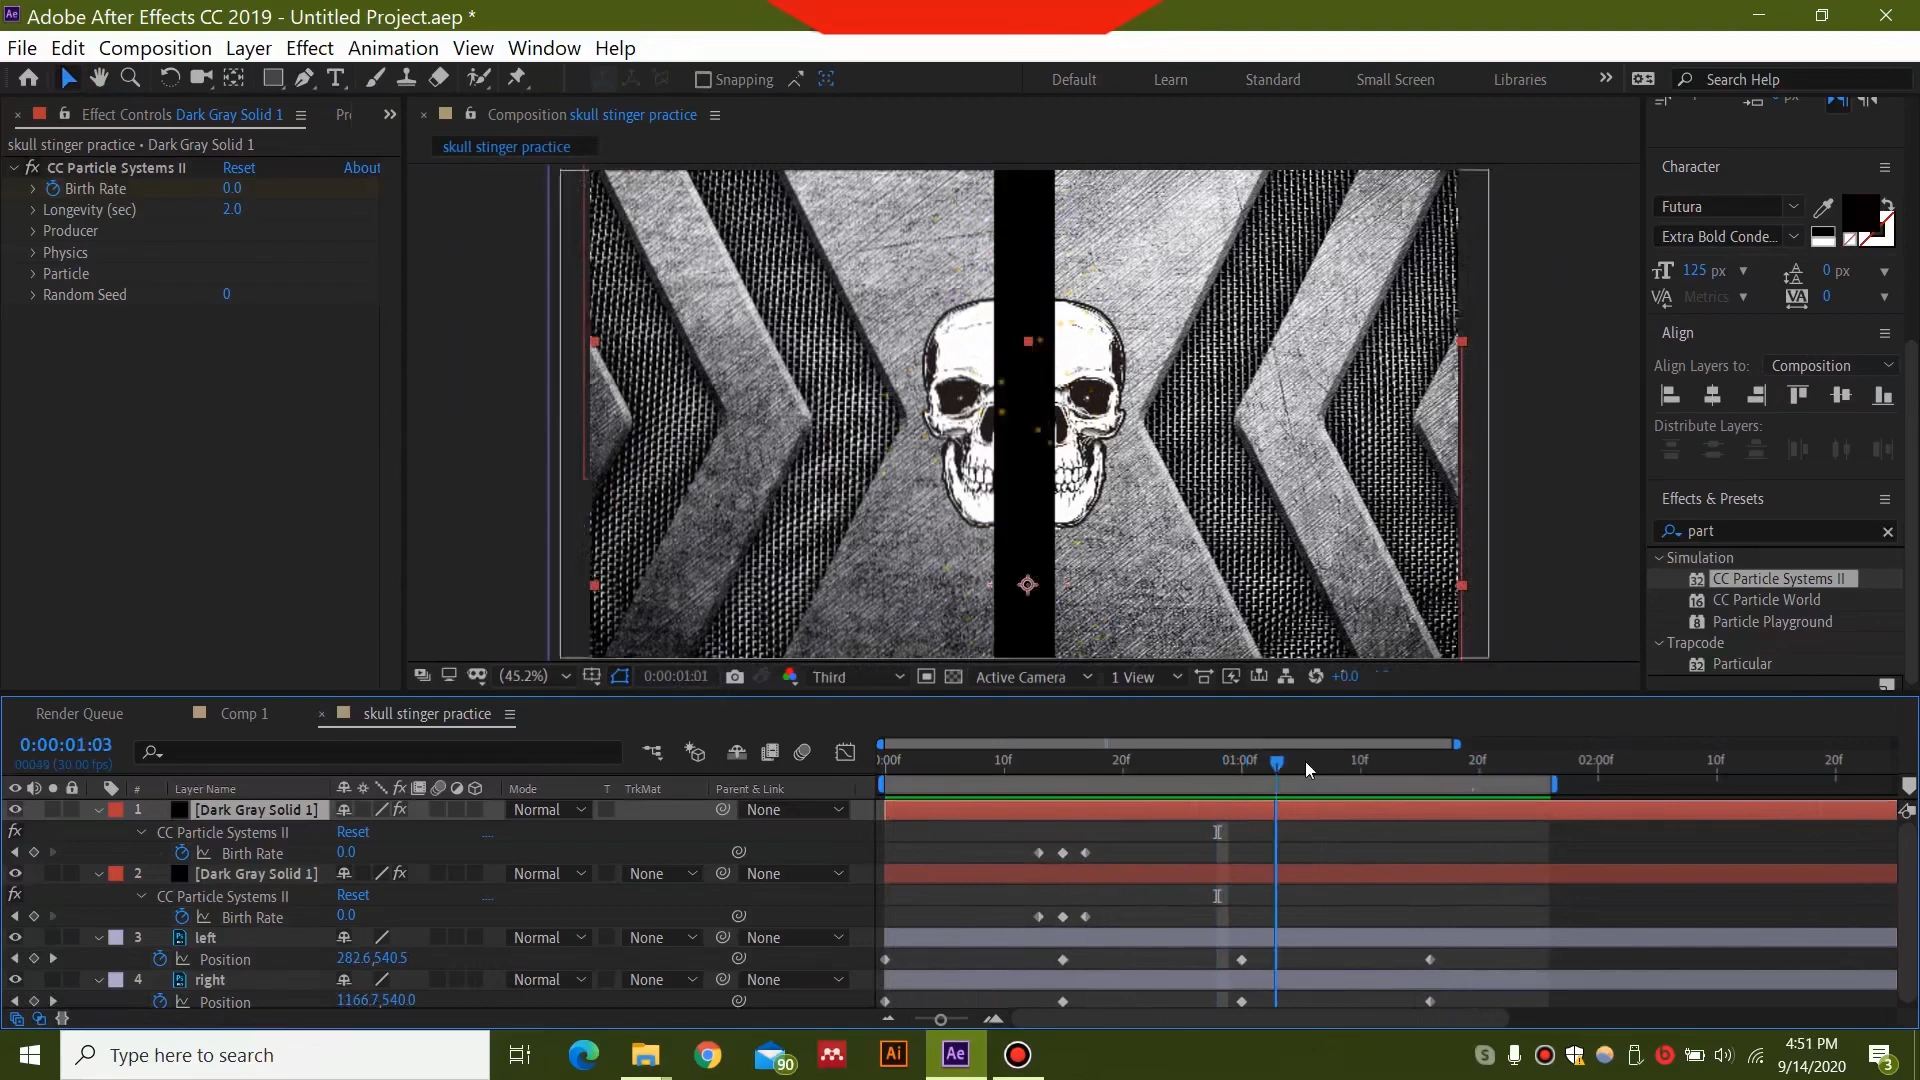 Adobe After Effects CC 2019 - Untitled Project.aep *
File Edit Composition Layer Effect Animation View Window Help
Snapping Default Learn Standard Small Screen Libraries Search Help
Effect Controls Dark Gray Solid 1
Composition skull stinger practice
skull stinger practice • Dark Gray Solid 1
skull stinger practice
fx CC Particle Systems II Reset About
Birth Rate 0.0
Longevity (sec) 2.0
Producer
Physics
Particle
Random Seed 0
Character
Futura
Extra Bold Conde...
125 px 0 px
Metrics 0
Align
Align Layers to: Composition
Distribute Layers:
Effects & Presets
part
Simulation
CC Particle Systems II
CC Particle World
Particle Playground
Trapcode
Particular
(45.2%) 0:00:01:01 Third Active Camera 1 View +0.0
Render Queue Comp 1 skull stinger practice
0:00:01:03
00049 (30.00 fps)
10f 20f 01:00f 10f 20f 02:00f 10f 20f
# Layer Name Mode T TrkMat Parent & Link
1 [Dark Gray Solid 1] Normal None
fx CC Particle Systems II Reset ....
Birth Rate 0.0
2 [Dark Gray Solid 1] Normal None None
fx CC Particle Systems II Reset ....
Birth Rate 0.0
3 left Normal None None
Position 282.6,540.5
4 right Normal None None
Position 1166.7,540.0
Type here to search
90
Ai
Ae
4:51 PM
9/14/2020
3